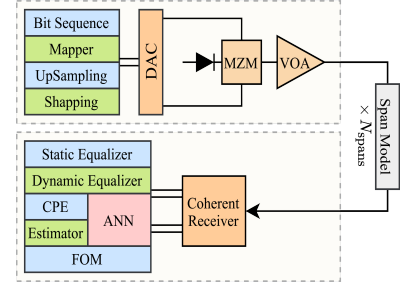 Bit Sequence
Mapper
UpSampling
Shapping
DAC
MZM
VOA
Span Model
× Nspans
Static Equalizer
Dynamic Equalizer
CPE
Estimator
ANN
FOM
Coherent
Receiver